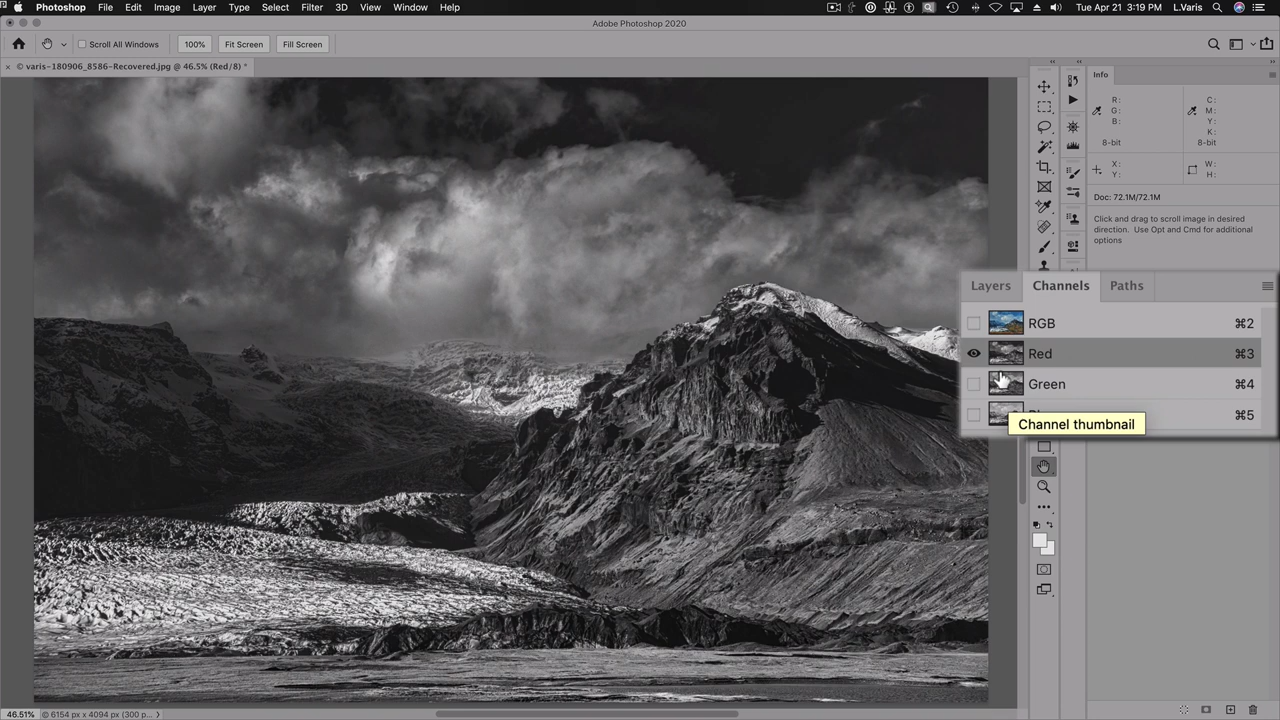 Photoshop File Edit Image Layer Type Select Filter 3D View Window Help Tue Apr 21 3:19 PM L.Varis
Adobe Photoshop 2020
Scroll All Windows 100% Fit Screen Fill Screen
× © varis-180906_8586-Recovered.jpg @ 46.5% (Red/8) *
Info
R:
G:
B:
8-bit
C:
M:
Y:
K:
8-bit
X:
Y:
W:
H:
Doc: 72.1M/72.1M
Click and drag to scroll image in desired
direction. Use Opt and Cmd for additional
options
Layers Channels Paths
RGB ⌘2
Red ⌘3
Green ⌘4
⌘5
Channel thumbnail
46.51% © 6154 px x 4094 px (300 p...